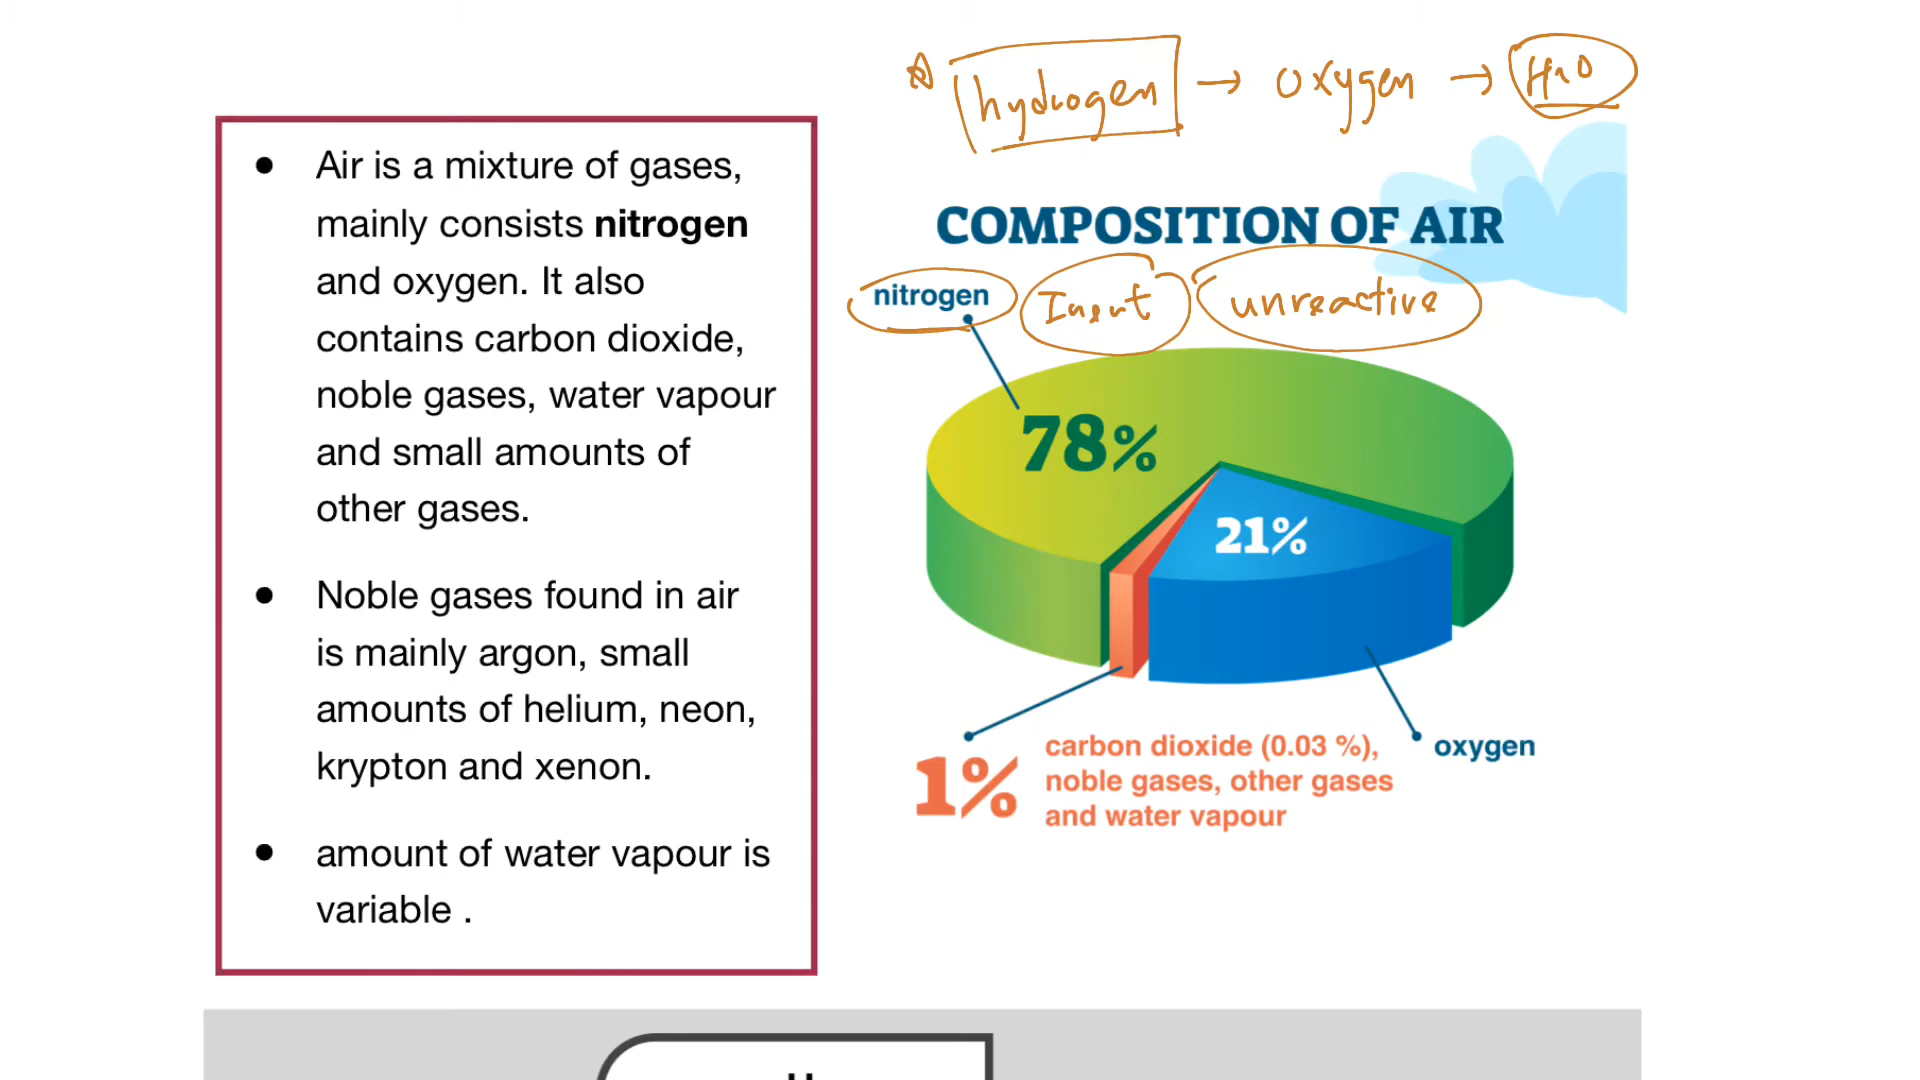 hydrogen → oxygen → H2O
• Air is a mixture of gases,
mainly consists nitrogen
and oxygen. It also
contains carbon dioxide,
noble gases, water vapour
and small amounts of
other gases.
• Noble gases found in air
is mainly argon, small
amounts of helium, neon,
krypton and xenon.
• amount of water vapour is
variable .
COMPOSITION OF AIR
nitrogen Inert unreactive
78%
21%
oxygen
1% carbon dioxide (0.03 %),
noble gases, other gases
and water vapour